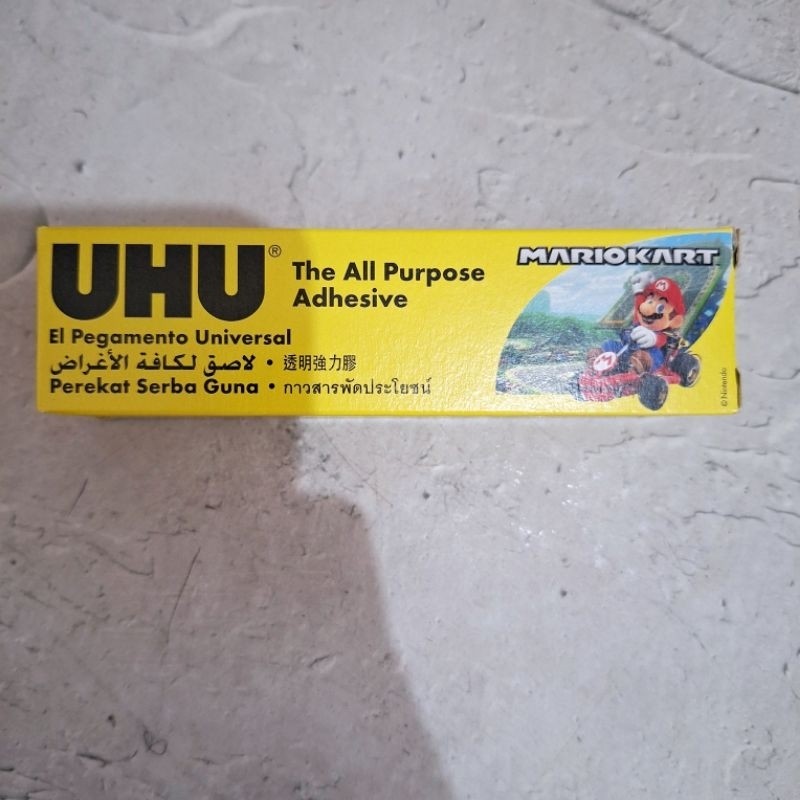 UHU®
The All Purpose
Adhesive
El Pegamento Universal
لاصق لكافة الأغراض • 透明強力膠
Perekat Serba Guna • กาวสารพัดประโยชน์
MARIOKART
M
M
© Nintendo